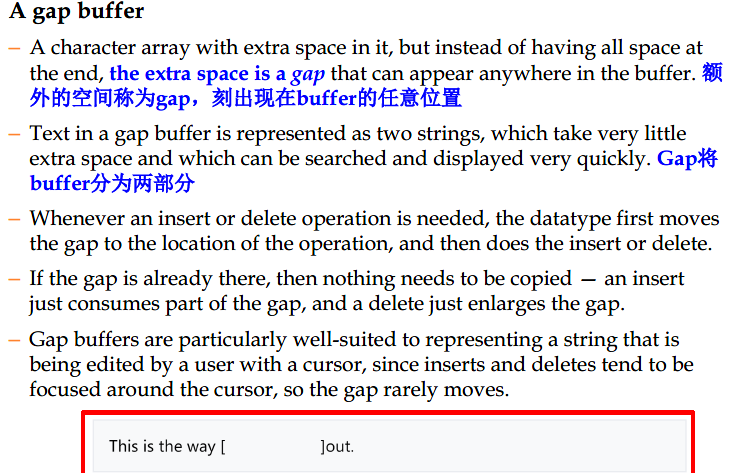 A gap buffer
– A character array with extra space in it, but instead of having all space at
the end, the extra space is a gap that can appear anywhere in the buffer. 额
外的空间称为gap，刻出现在buffer的任意位置
– Text in a gap buffer is represented as two strings, which take very little
extra space and which can be searched and displayed very quickly. Gap将
buffer分为两部分
– Whenever an insert or delete operation is needed, the datatype first moves
the gap to the location of the operation, and then does the insert or delete.
– If the gap is already there, then nothing needs to be copied — an insert
just consumes part of the gap, and a delete just enlarges the gap.
– Gap buffers are particularly well-suited to representing a string that is
being edited by a user with a cursor, since inserts and deletes tend to be
focused around the cursor, so the gap rarely moves.
This is the way [                    ]out.